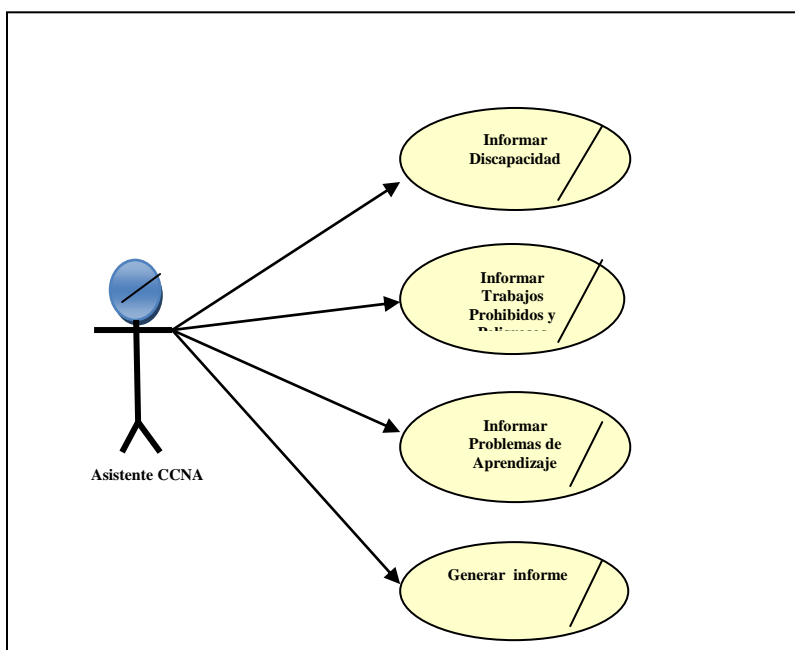 Informar
Discapacidad
Informar
Trabajos
Prohibidos y
Informar
Problemas de
Aprendizaje
Asistente CCNA
Generar informe